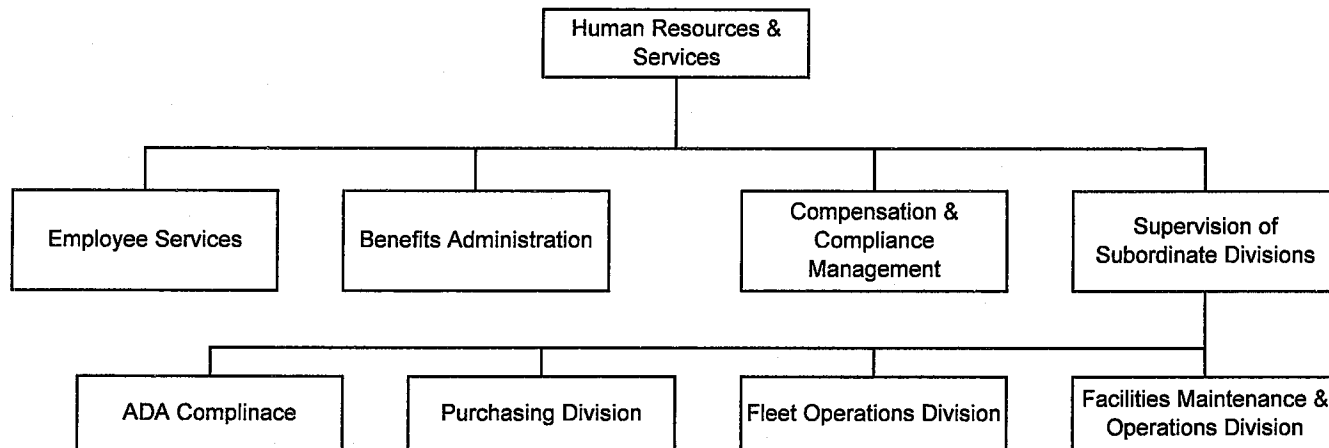 Human Resources &
Services
Employee Services
Benefits Administration
Compensation &
Compliance
Management
Supervision of
Subordinate Divisions
ADA Complinace
Purchasing Division
Fleet Operations Division
Facilities Maintenance &
Operations Division